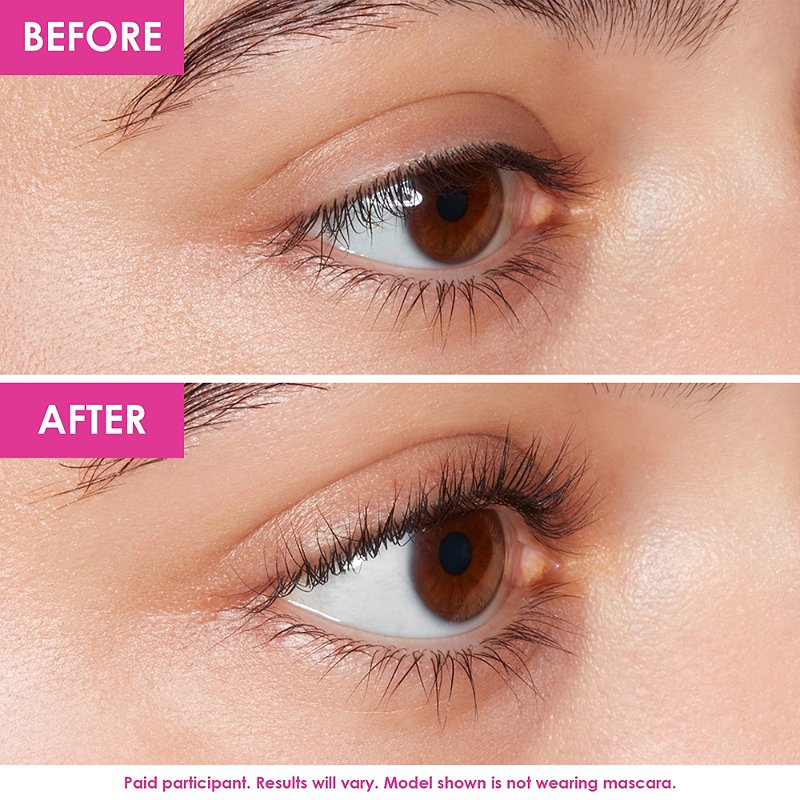 BEFORE
AFTER
Paid participant. Results will vary. Model shown is not wearing mascara.